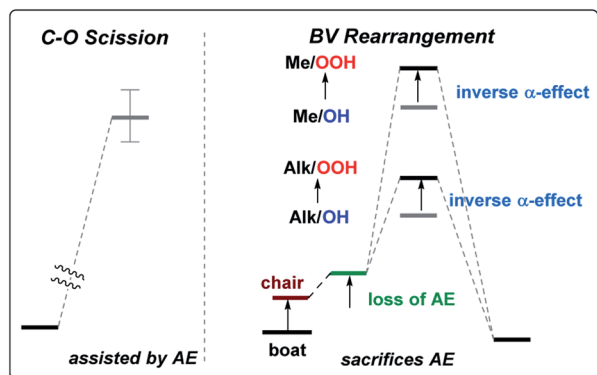 C-O Scission
BV Rearrangement
Me/OOH
Me/OH
inverse α-effect
Alk/OOH
Alk/OH
inverse α-effect
chair
loss of AE
boat
assisted by AE
sacrifices AE